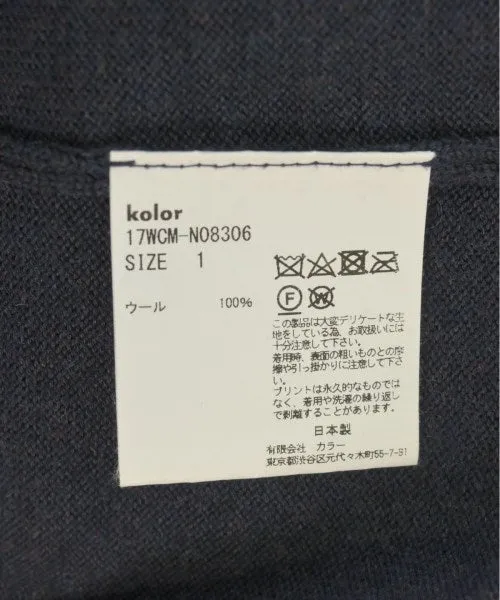 kolor
17WCM-N08306
SIZE 1
ウール 100%
F W
この製品は大変デリケートな生
地をしている為、お取扱いには
十分注意して下さい。
着用時、表面の粗いものとの摩
擦や引っ掛かりに注意して下さ
い。
プリントは永久的なものではな
く、着用や洗濯の繰り返しで
剥離することがあります。
日本製
有限会社 カラー
東京都渋谷区元代々木町55-7-B1